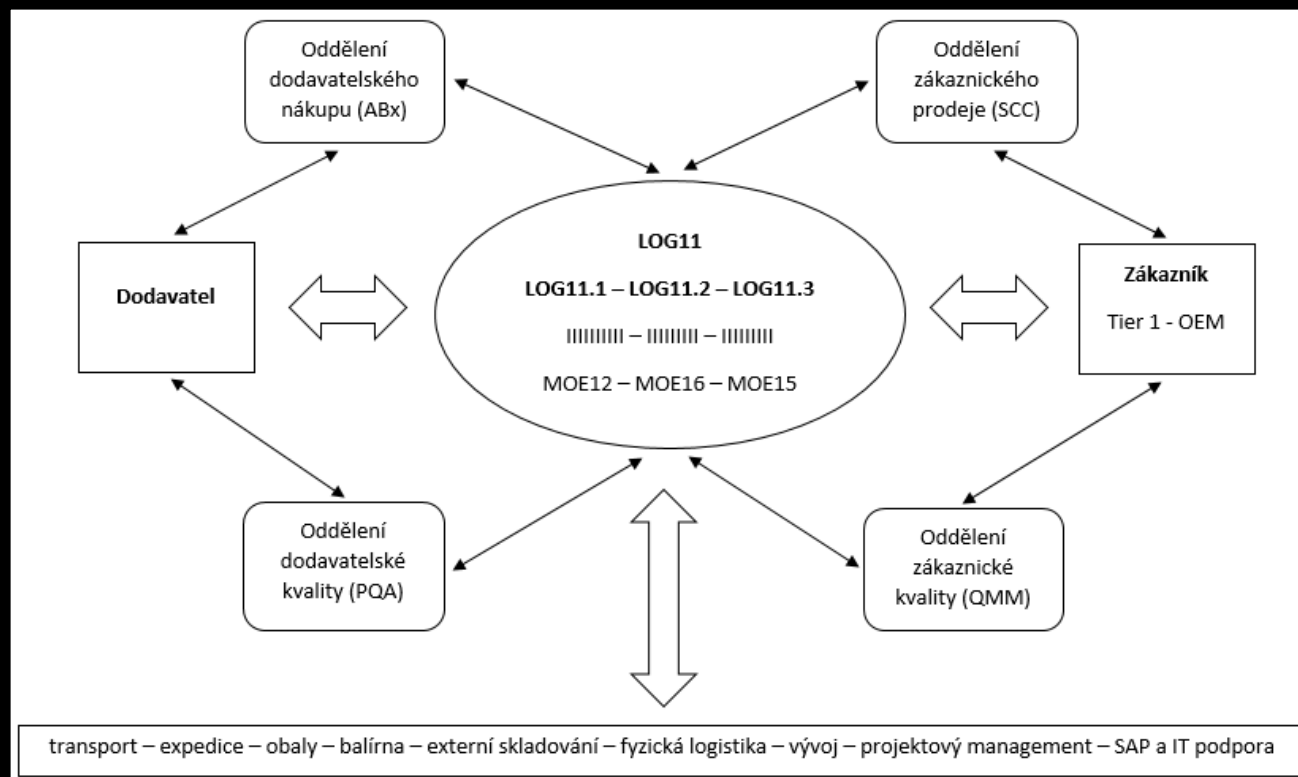 Oddělení
dodavatelského
nákupu (ABx)
Oddělení
zákaznického
prodeje (SCC)
Dodavatel
LOG11
LOG11.1 – LOG11.2 – LOG11.3
IIIIIIIIII – IIIIIIIII – IIIIIIIII
MOE12 – MOE16 – MOE15
Zákazník
Tier 1 - OEM
Oddělení
dodavatelské
kvality (PQA)
Oddělení
zákaznické
kvality (QMM)
transport – expedice – obaly – balírna – externí skladování – fyzická logistika – vývoj – projektový management – SAP a IT podpora